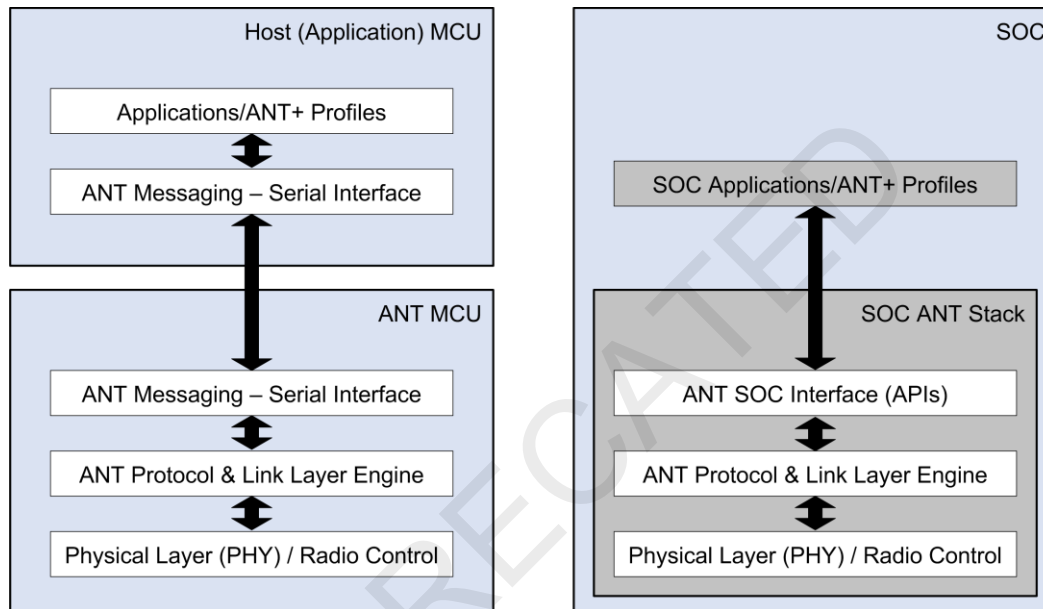 Host (Application) MCU
Applications/ANT+ Profiles
ANT Messaging – Serial Interface
ANT MCU
ANT Messaging – Serial Interface
ANT Protocol & Link Layer Engine
Physical Layer (PHY) / Radio Control
SOC
SOC Applications/ANT+ Profiles
SOC ANT Stack
ANT SOC Interface (APIs)
ANT Protocol & Link Layer Engine
Physical Layer (PHY) / Radio Control
RECATED